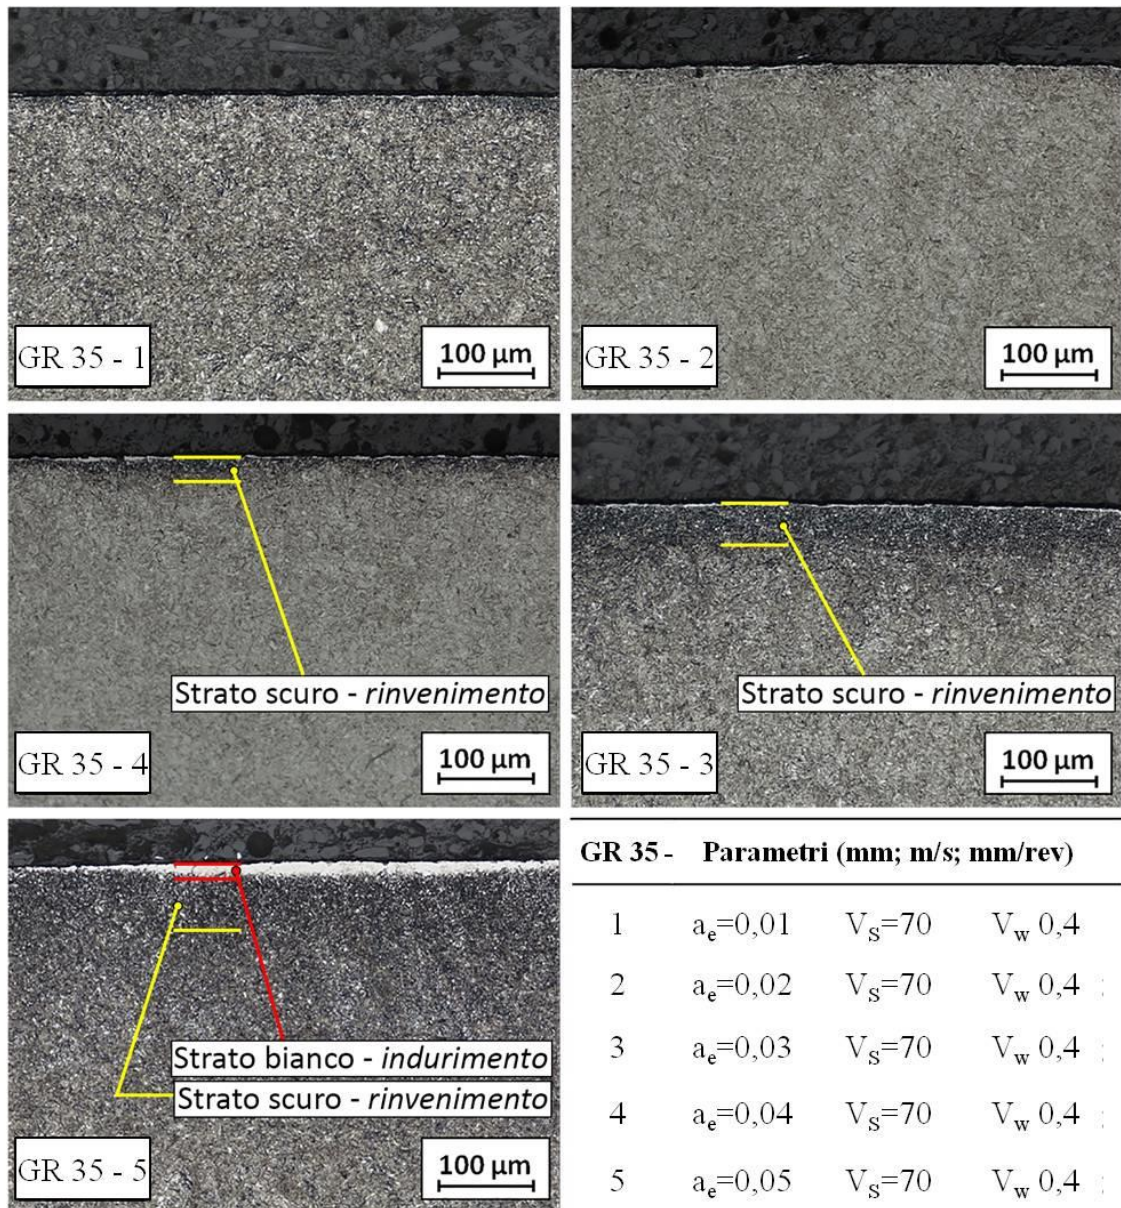 GR 35 - 1
100 µm
GR 35 - 2
100 µm
Strato scuro - rinvenimento
GR 35 - 4
100 µm
Strato scuro - rinvenimento
GR 35 - 3
100 µm
Strato bianco - indurimento
Strato scuro - rinvenimento
GR 35 - 5
100 µm
GR 35 - Parametri (mm; m/s; mm/rev)
1 ae=0,01 VS=70 Vw 0,4
2 ae=0,02 VS=70 Vw 0,4
3 ae=0,03 VS=70 Vw 0,4
4 ae=0,04 VS=70 Vw 0,4
5 ae=0,05 VS=70 Vw 0,4